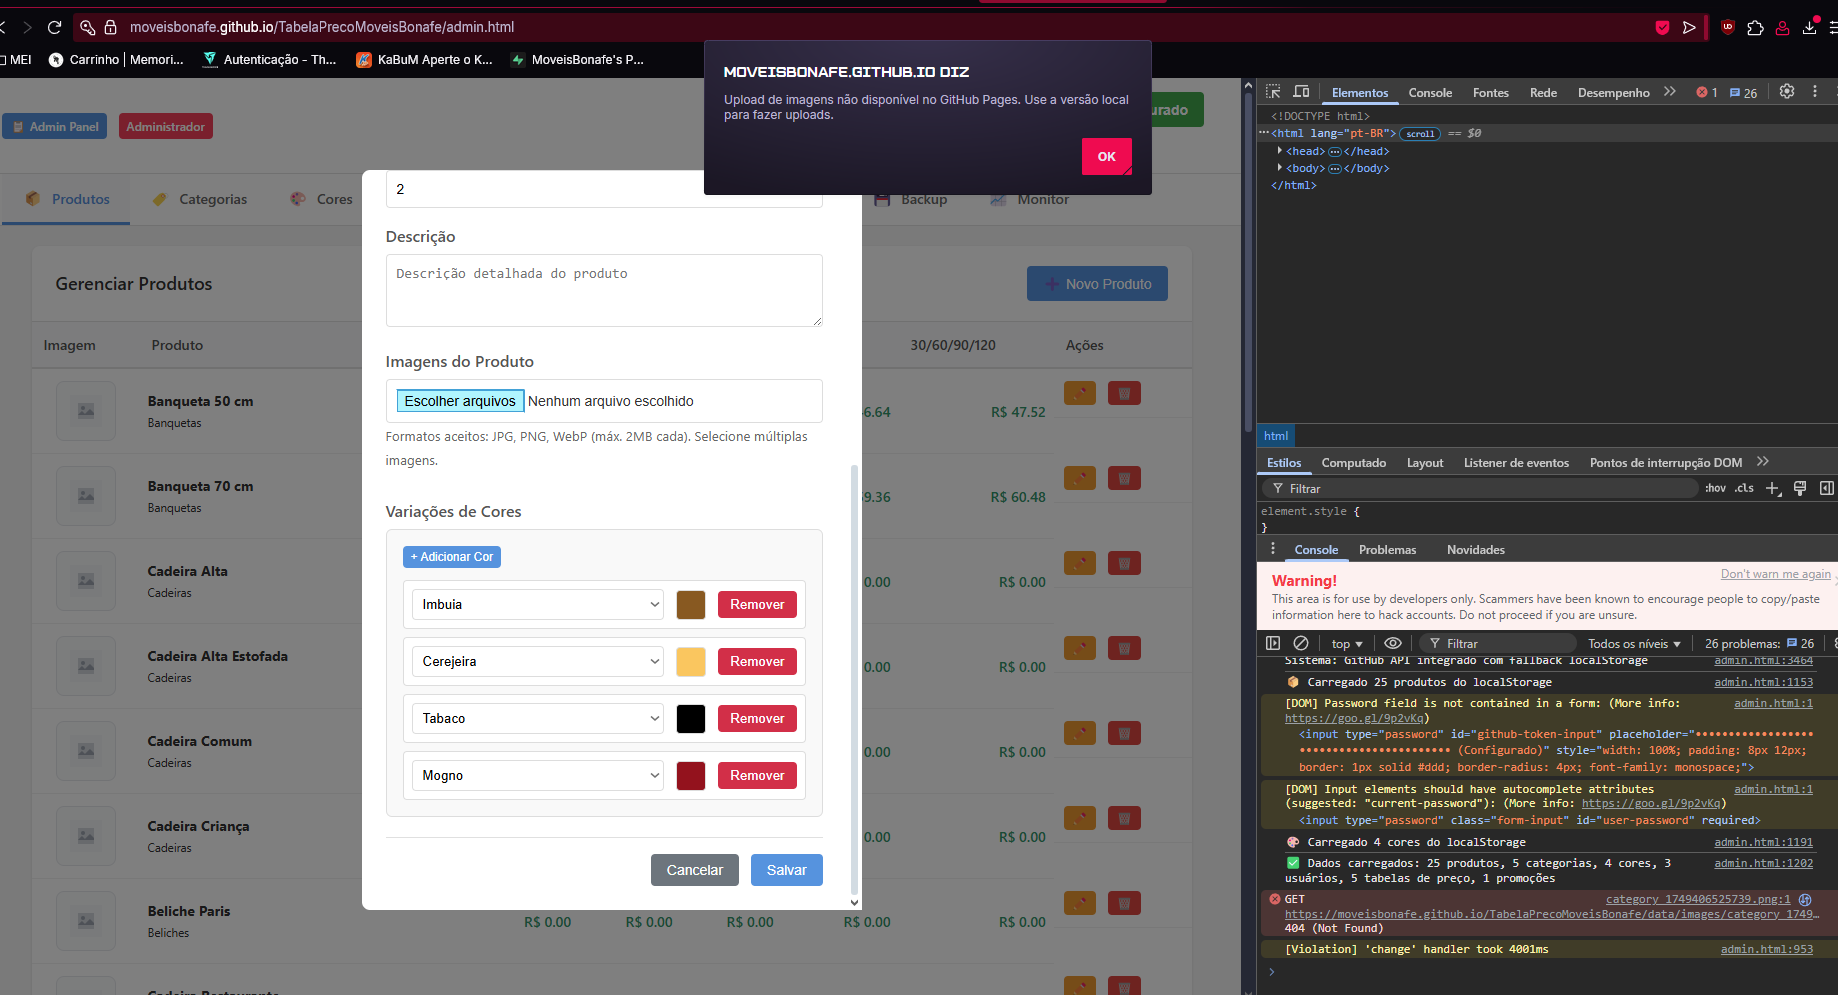 moveisbonafe.github.io/TabelaPrecoMoveisBonafe/admin.html
MEI
Carrinho | Memori...
Autenticação - Th...
KaBuM Aperte o K...
MoveisBonafe's P...
MOVEISBONAFE.GITHUB.IO DIZ
Upload de imagens não disponível no GitHub Pages. Use a versão local
para fazer uploads.
OK
Admin Panel
Administrador
urado
Produtos
Categorias
Cores
Backup
Monitor
Gerenciar Produtos
Novo Produto
Imagem
Produto
30/60/90/120
Ações
Banqueta 50 cm
Banquetas
6.64
R$ 47.52
Banqueta 70 cm
Banquetas
9.36
R$ 60.48
Cadeira Alta
Cadeiras
0.00
R$ 0.00
Cadeira Alta Estofada
Cadeiras
0.00
R$ 0.00
Cadeira Comum
Cadeiras
0.00
R$ 0.00
Cadeira Criança
Cadeiras
0.00
R$ 0.00
Beliche Paris
Beliches
R$ 0.00
R$ 0.00
R$ 0.00
R$ 0.00
R$ 0.00
Cadeira Restaurante
2
Descrição
Descrição detalhada do produto
Imagens do Produto
Escolher arquivos Nenhum arquivo escolhido
Formatos aceitos: JPG, PNG, WebP (máx. 2MB cada). Selecione múltiplas
imagens.
Variações de Cores
+ Adicionar Cor
Imbuia
Remover
Cerejeira
Remover
Tabaco
Remover
Mogno
Remover
Cancelar
Salvar
Elementos
Console
Fontes
Rede
Desempenho
1
26
<!DOCTYPE html>
<html lang="pt-BR"> scroll == $0
<head> </head>
<body> </body>
</html>
html
Estilos
Computado
Layout
Listener de eventos
Pontos de interrupção DOM
Filtrar
:hov .cls
element.style {
}
Console
Problemas
Novidades
Warning!
Don't warn me again
This area is for use by developers only. Scammers have been known to encourage people to copy/paste
information here to hack accounts. Do not proceed if you are unsure.
top
Filtrar
Todos os níveis
26 problemas: 26
Sistema: GitHub API integrado com fallback localStorage admin.html:3464
Carregado 25 produtos do localStorage admin.html:1153
[DOM] Password field is not contained in a form: (More info: admin.html:1
https://goo.gl/9p2vKq)
<input type="password" id="github-token-input" placeholder="••••••••••••••••••
••••••••••••••••••••••• (Configurado)" style="width: 100%; padding: 8px 12px;
border: 1px solid #ddd; border-radius: 4px; font-family: monospace;">
[DOM] Input elements should have autocomplete attributes admin.html:1
(suggested: "current-password"): (More info: https://goo.gl/9p2vKq)
<input type="password" class="form-input" id="user-password" required>
Carregado 4 cores do localStorage admin.html:1191
Dados carregados: 25 produtos, 5 categorias, 4 cores, 3 admin.html:1202
usuários, 5 tabelas de preço, 1 promoções
GET category_1749406525739.png:1
https://moveisbonafe.github.io/TabelaPrecoMoveisBonafe/data/images/category_1749...
404 (Not Found)
[Violation] 'change' handler took 4001ms admin.html:953